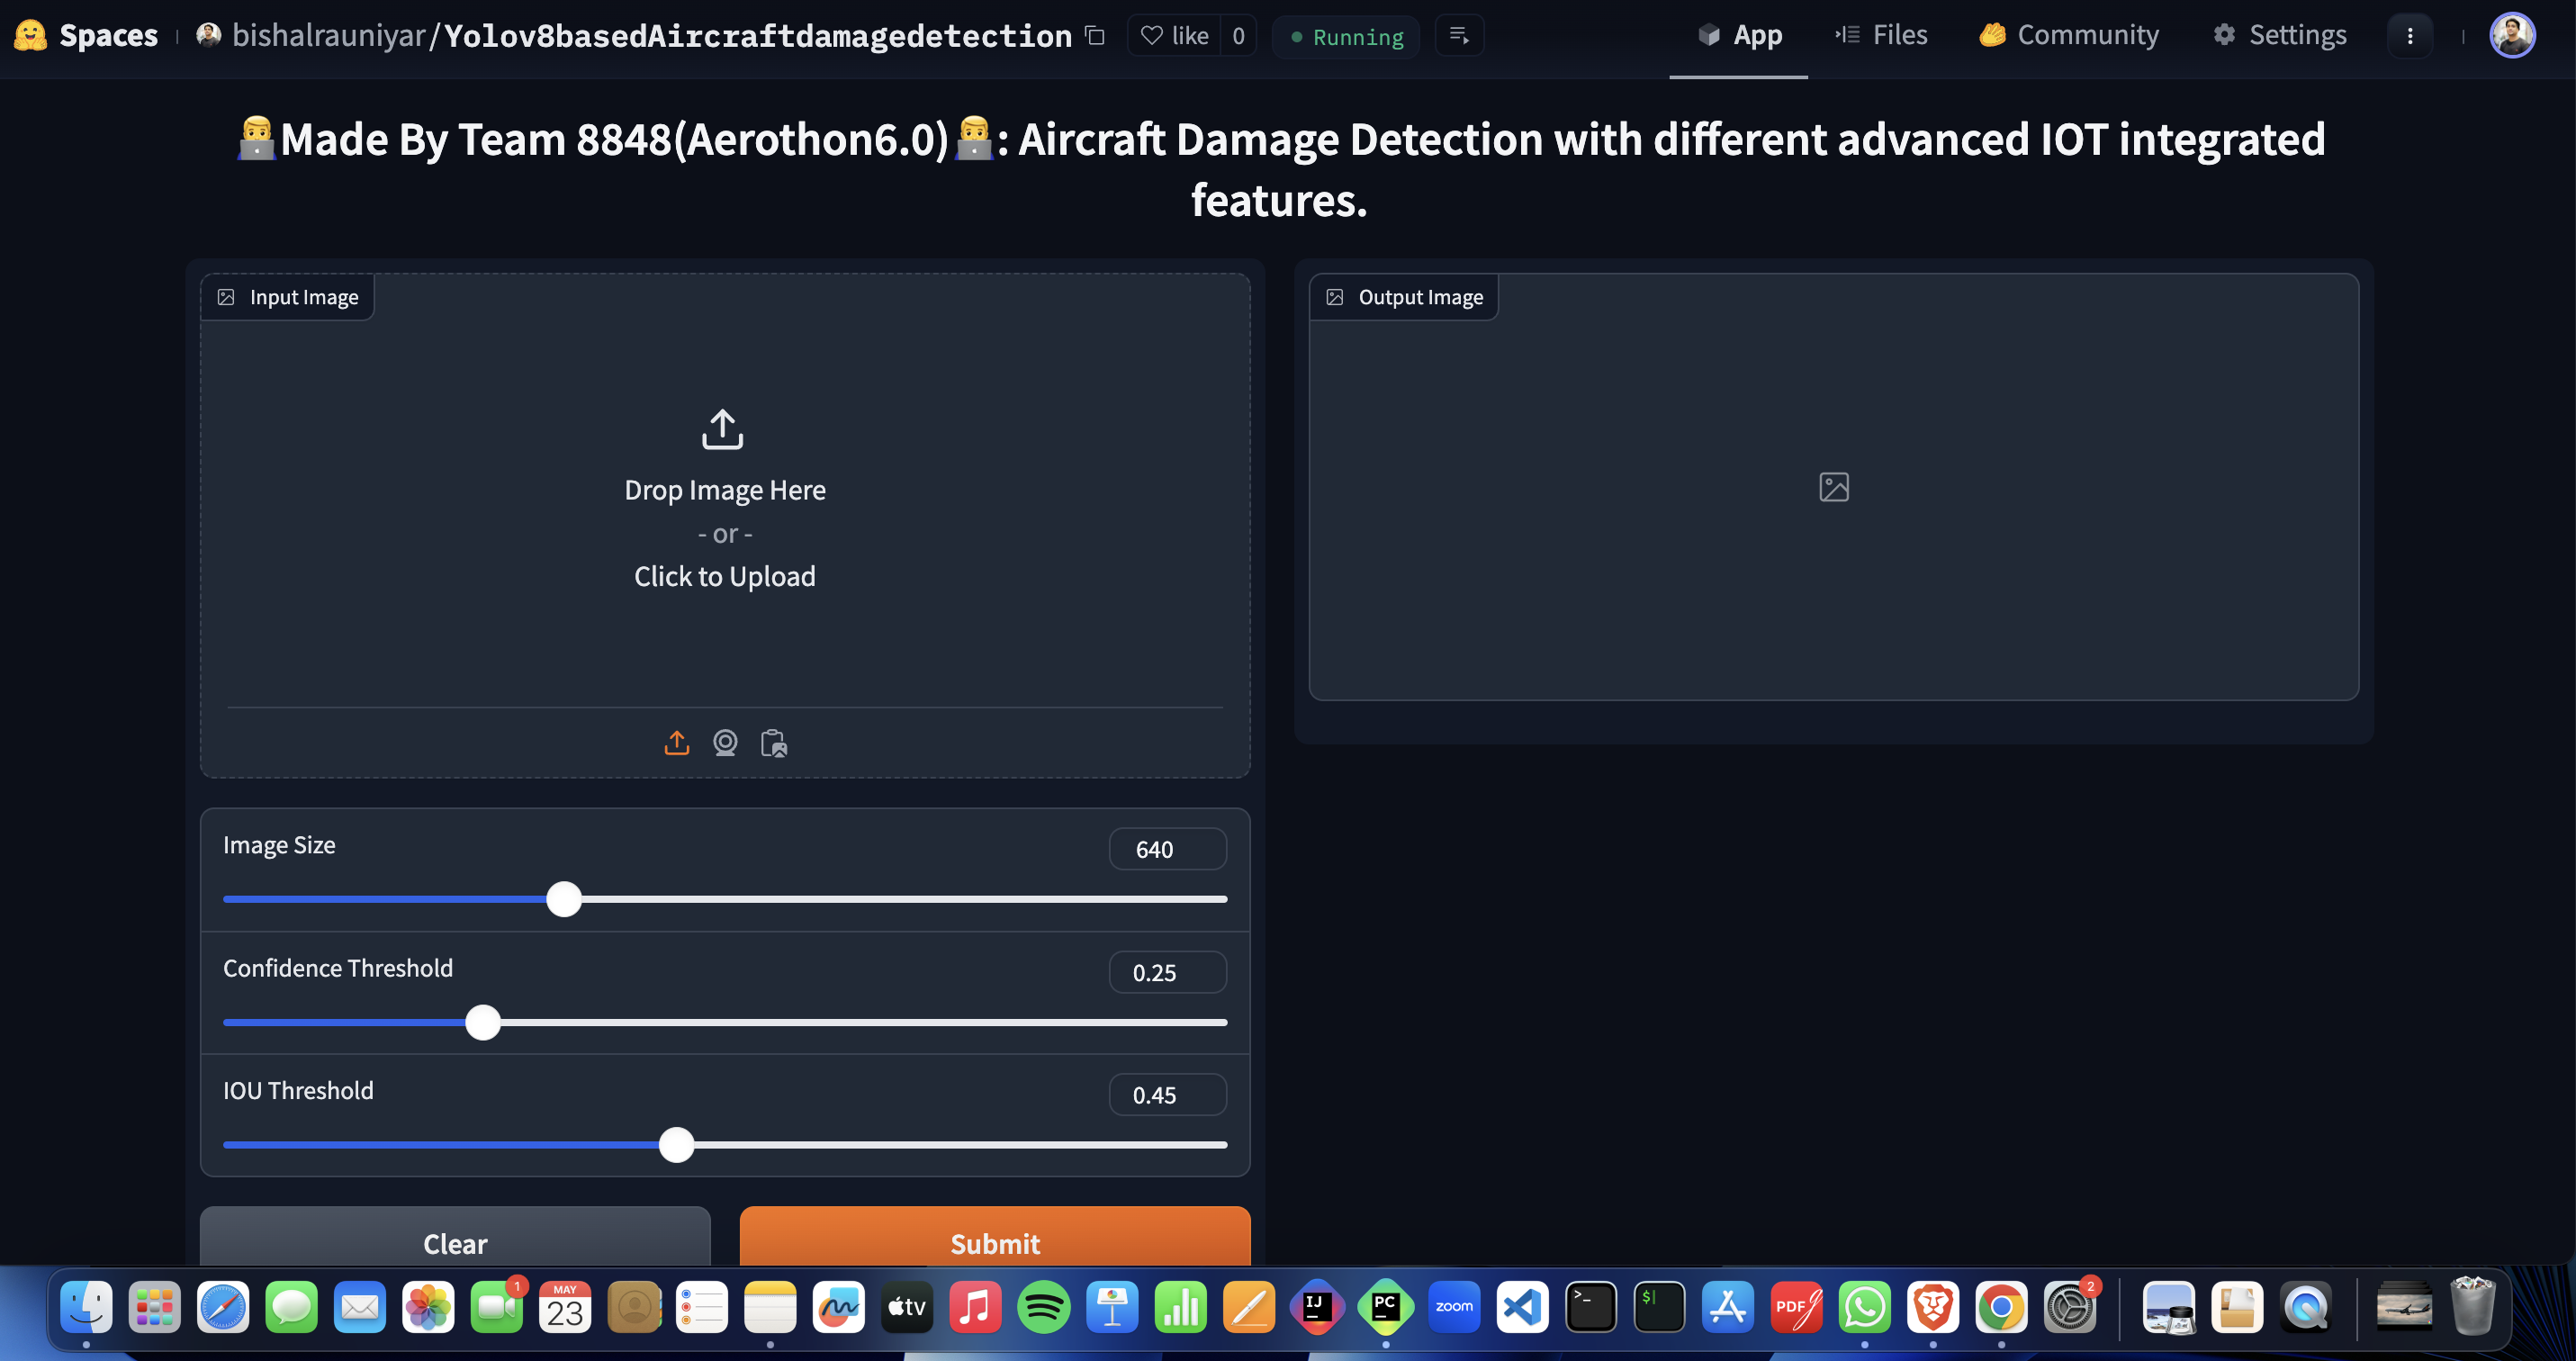 Spaces
bishalrauniyar/Yolov8basedAircraftdamagedetection
like 0
Running
App
Files
Community
Settings
Made By Team 8848(Aerothon6.0): Aircraft Damage Detection with different advanced IOT integrated
features.
Input Image
Drop Image Here
- or -
Click to Upload
Output Image
Image Size
640
Confidence Threshold
0.25
IOU Threshold
0.45
Clear
Submit
1
MAY
23
tv
IJ
PC
zoom
>_
$
PDF
2